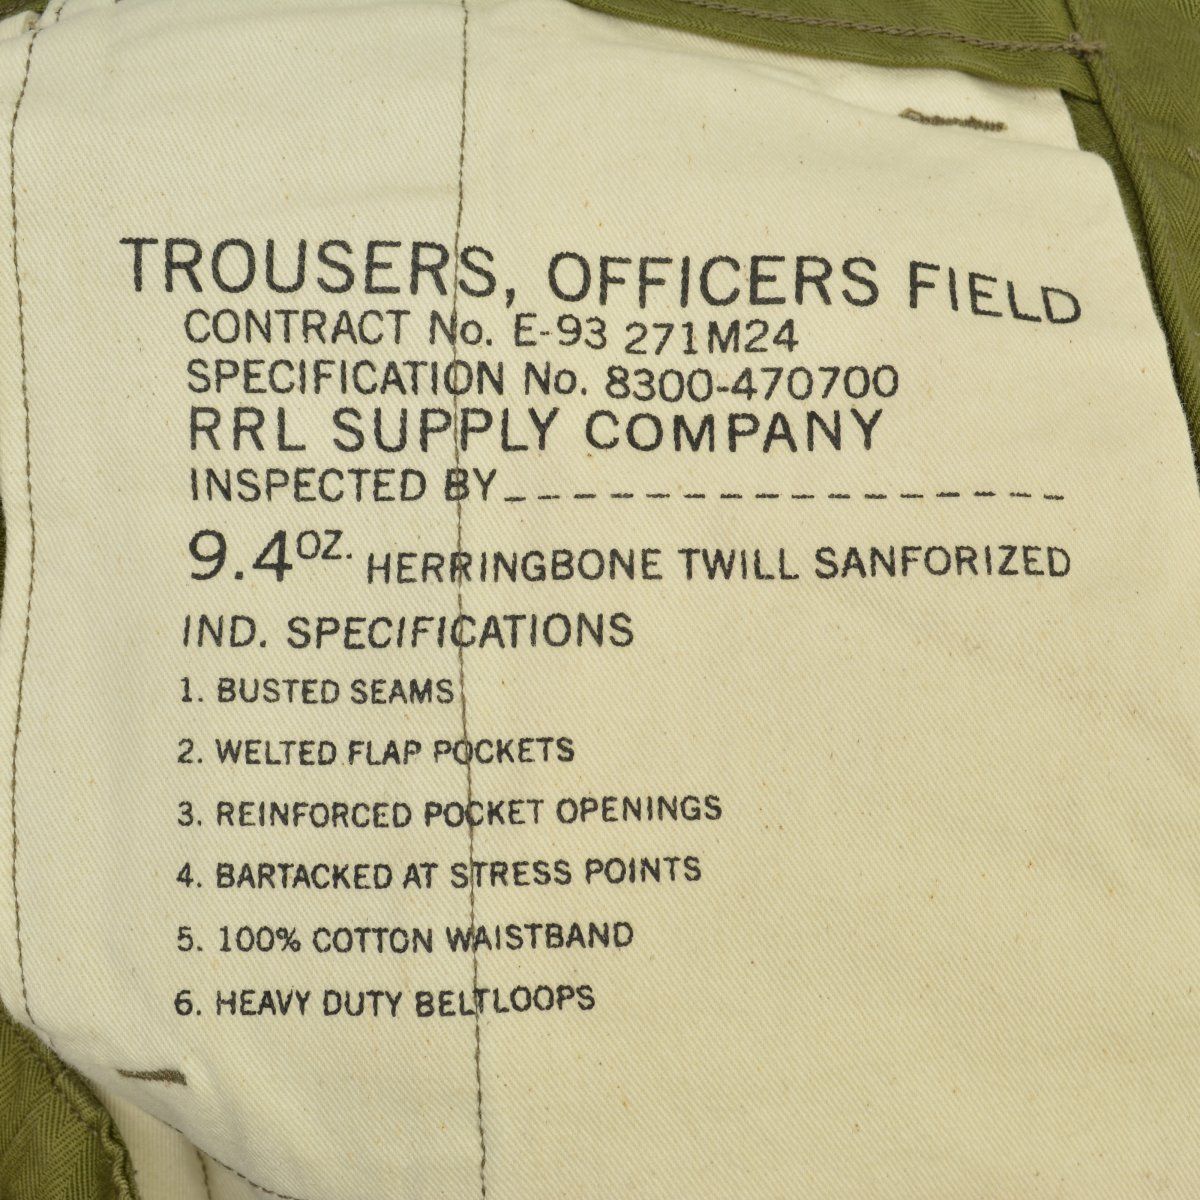 TROUSERS, OFFICERS FIELD
CONTRACT No. E-93 271M24
SPECIFICATION No. 8300-470700
RRL SUPPLY COMPANY
INSPECTED BY_ _ _ _ _ _ _ _ _ _ _ _ _ _ _ _
9.4OZ. HERRINGBONE TWILL SANFORIZED
IND. SPECIFICATIONS
1. BUSTED SEAMS
2. WELTED FLAP POCKETS
3. REINFORCED POCKET OPENINGS
4. BARTACKED AT STRESS POINTS
5. 100% COTTON WAISTBAND
6. HEAVY DUTY BELTLOOPS